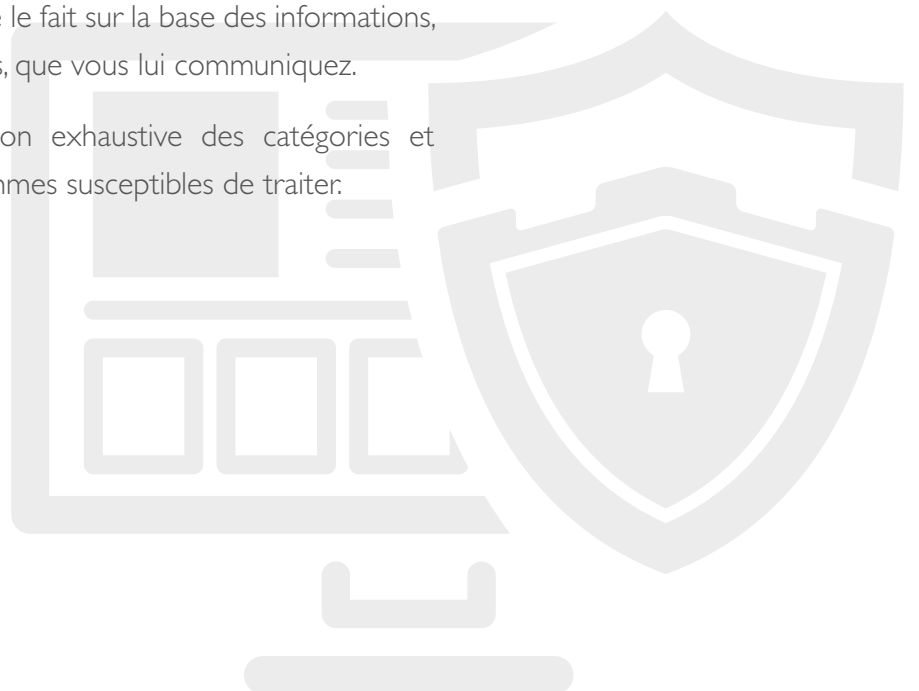 le fait sur la base des informations,
que vous lui communiquez.
exhaustive des catégories et
susceptibles de traiter.